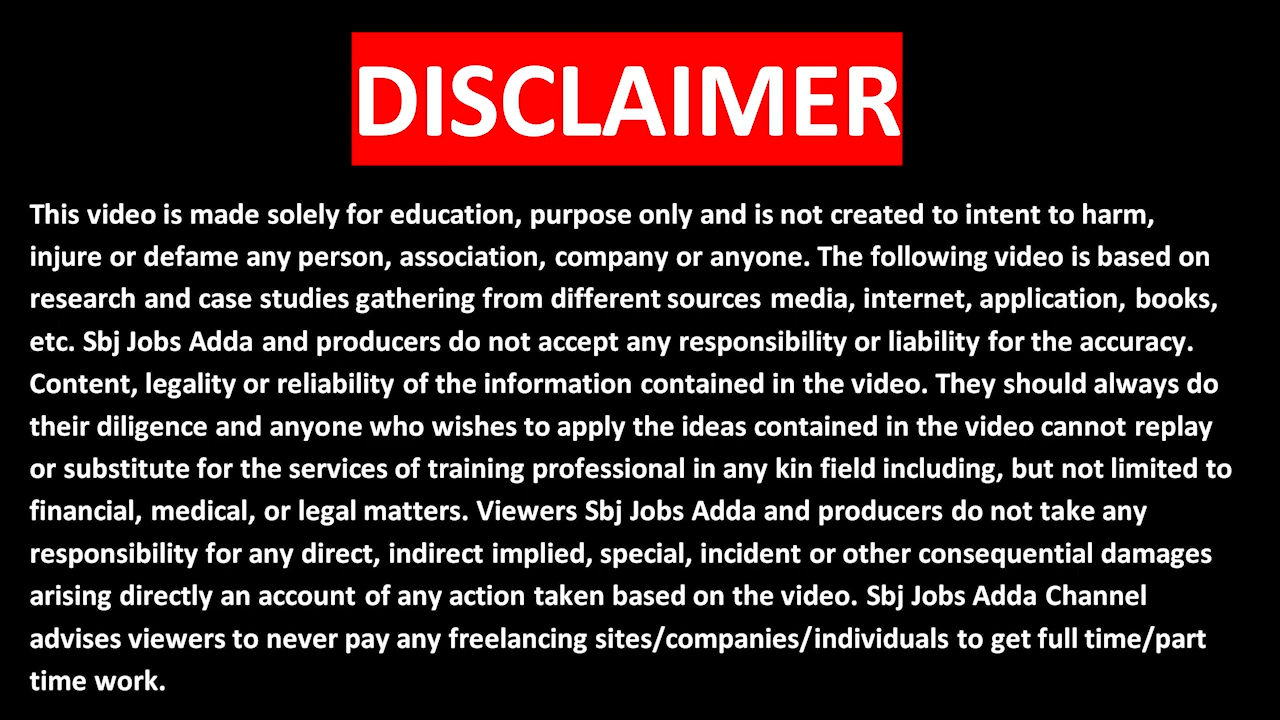 DISCLAIMER
This video is made solely for education, purpose only and is not created to intent to harm,
injure or defame any person, association, company or anyone. The following video is based on
research and case studies gathering from different sources media, internet, application, books,
etc. Sbj Jobs Adda and producers do not accept any responsibility or liability for the accuracy.
Content, legality or reliability of the information contained in the video. They should always do
their diligence and anyone who wishes to apply the ideas contained in the video cannot replay
or substitute for the services of training professional in any kin field including, but not limited to
financial, medical, or legal matters. Viewers Sbj Jobs Adda and producers do not take any
responsibility for any direct, indirect implied, special, incident or other consequential damages
arising directly an account of any action taken based on the video. Sbj Jobs Adda Channel
advises viewers to never pay any freelancing sites/companies/individuals to get full time/part
time work.